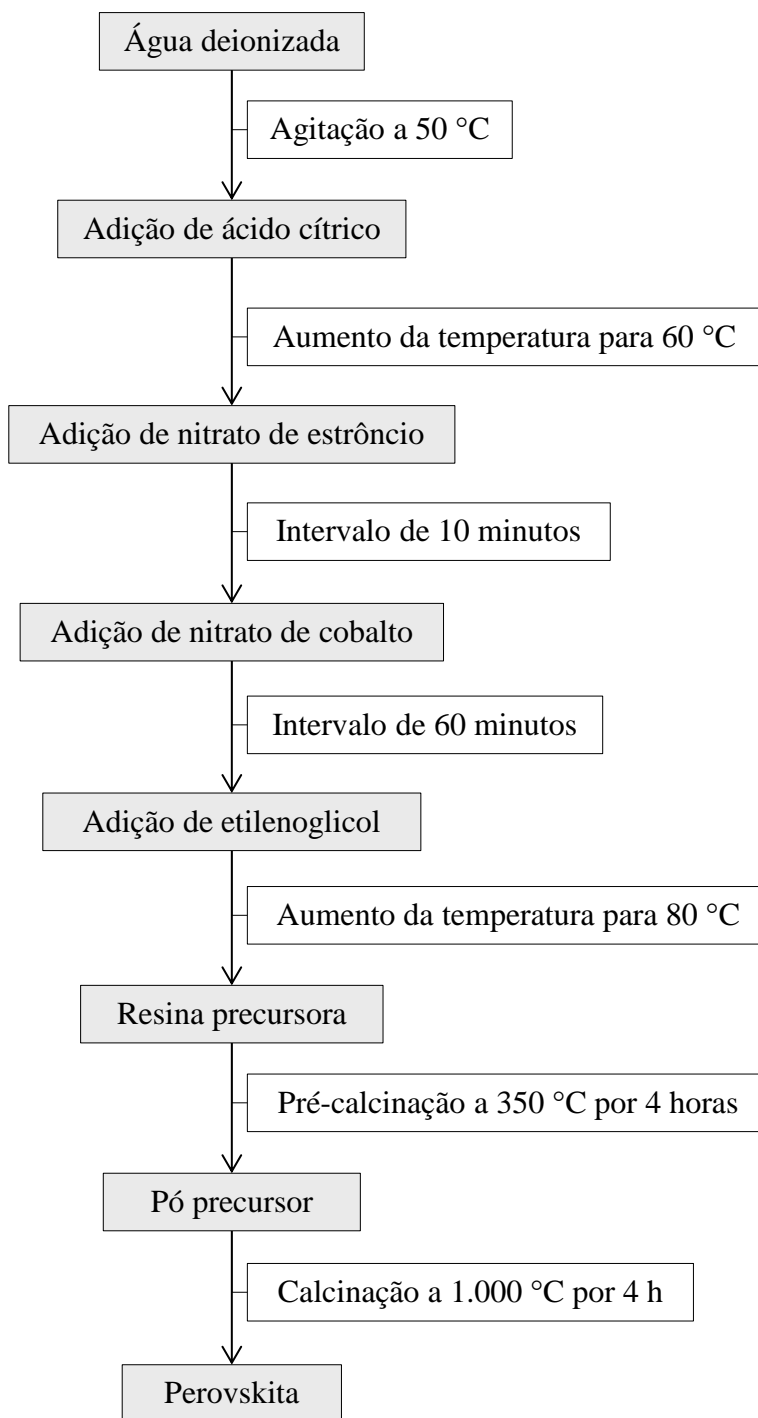 Água deionizada
Agitação a 50 °C
Adição de ácido cítrico
Aumento da temperatura para 60 °C
Adição de nitrato de estrôncio
Intervalo de 10 minutos
Adição de nitrato de cobalto
Intervalo de 60 minutos
Adição de etilenoglicol
Aumento da temperatura para 80 °C
Resina precursora
Pré-calcinação a 350 °C por 4 horas
Pó precursor
Calcinação a 1.000 °C por 4 h
Perovskita